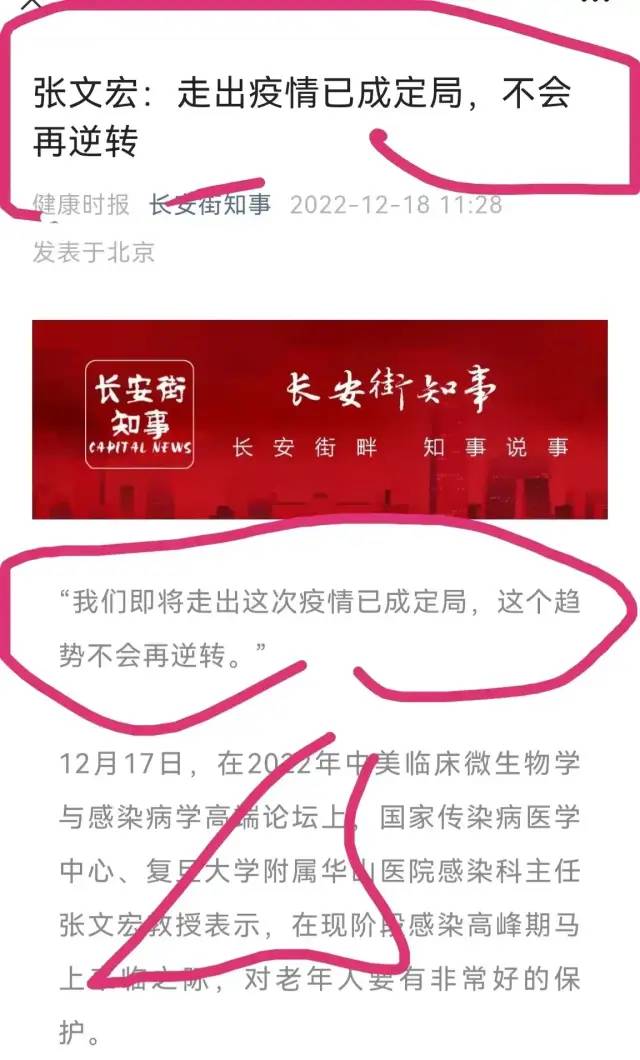 张文宏：走出疫情已成定局，不会
再逆转
健康时报 长安街知事 2022-12-18 11:28
发表于北京
长安街
知事
CAPITAL NEWS
长安街知事
长安街畔 知事说事
“我们即将走出这次疫情已成定局，这个趋
势不会再逆转。”
12月17日，在2022年中美临床微生物学
与感染病学高端论坛上，国家传染病医学
中心、复旦大学附属华山医院感染科主任
张文宏教授表示，在现阶段感染高峰期马
上来临之际，对老年人要有非常好的保
护。